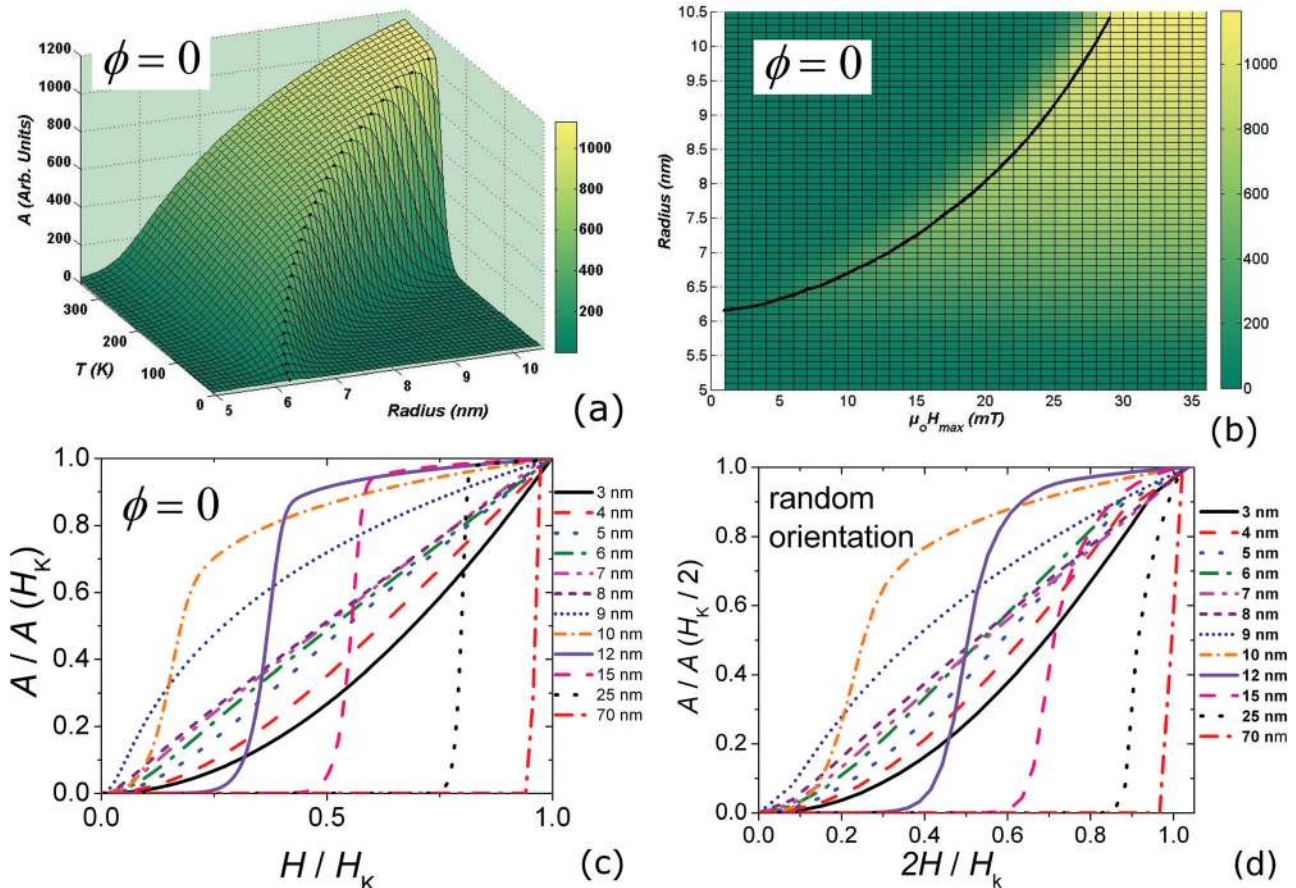 ϕ = 0
A (Arb. Units)
1200
1000
800
600
400
200
0
300
200
100
0
T (K)
5
6
7
8
9
10
Radius (nm)
1000
800
600
400
200
(a)
ϕ = 0
Radius (nm)
10.5
10
9.5
9
8.5
8
7.5
7
6.5
6
5.5
5
0
5
10
15
20
25
30
35
μoHmax (mT)
1000
800
600
400
200
0
(b)
ϕ = 0
A / A (HK)
1.0
0.8
0.6
0.4
0.2
0.0
0.0
0.5
1.0
H / HK
3 nm
4 nm
5 nm
6 nm
7 nm
8 nm
9 nm
10 nm
12 nm
15 nm
25 nm
70 nm
(c)
random
orientation
A / A (HK / 2)
1.0
0.8
0.6
0.4
0.2
0.0
0.0
0.2
0.4
0.6
0.8
1.0
2H / Hk
3 nm
4 nm
5 nm
6 nm
7 nm
8 nm
9 nm
10 nm
12 nm
15 nm
25 nm
70 nm
(d)